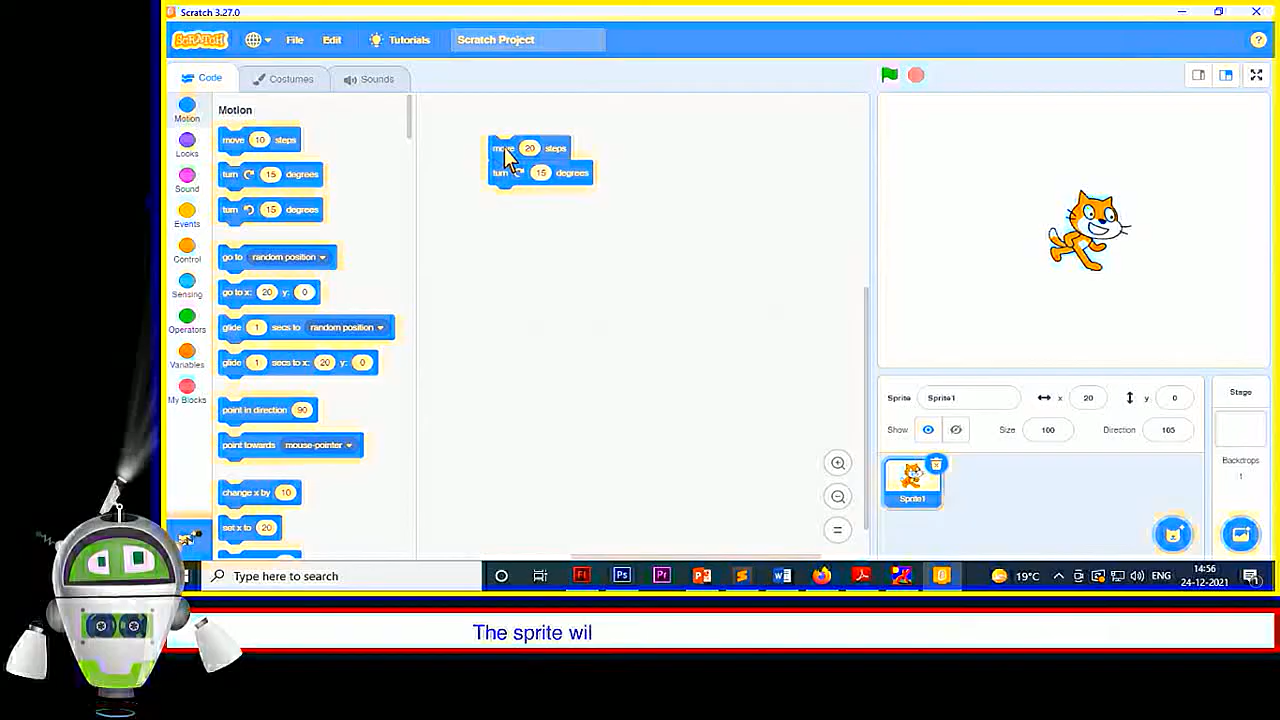 Scratch 3.27.0
SCRATCH File Edit Tutorials Scratch Project
Code Costumes Sounds
Motion
Looks
Sound
Events
Control
Sensing
Operators
Variables
My Blocks
Motion
move 10 steps
turn 15 degrees
turn 15 degrees
go to random position
go to x: 20 y: 0
glide 1 secs to random position
glide 1 secs to x: 20 y: 0
point in direction 90
point towards mouse-pointer
change x by 10
set x to 20
move 20 steps
turn 15 degrees
Sprite Sprite1 x 20 y 0
Show Size 100 Direction 105
Sprite1
Stage
Backdrops
1
Type here to search
19°C ENG 14:56
24-12-2021
The sprite wil